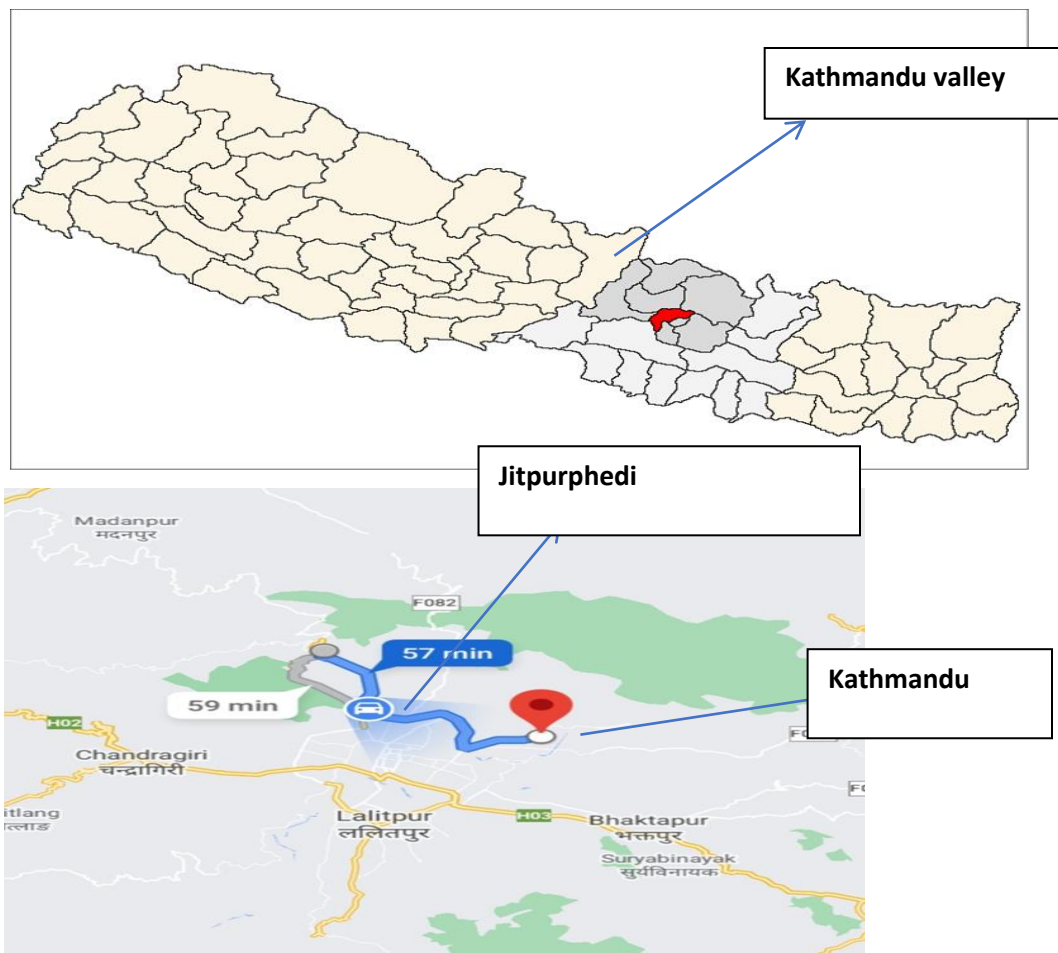 Kathmandu valley
Jitpurphedi
Madanpur
मदनपुर
F082
57 min
59 min
Kathmandu
H02
Chandragiri
चन्द्रागिरी
Lalitpur
ललितपुर
H03
Bhaktapur
भक्तपुर
Suryabinayak
सुर्यविनायक
itlang